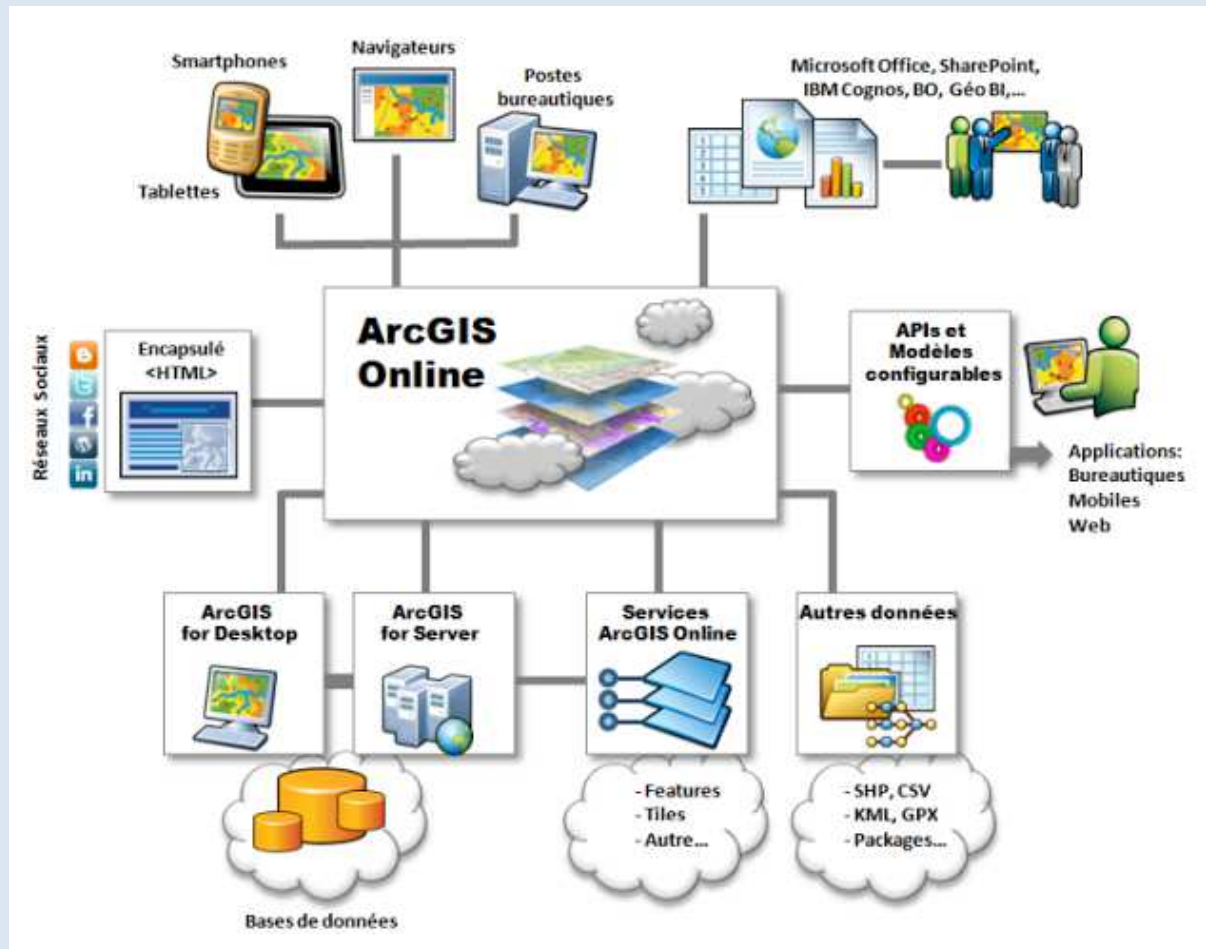 Smartphones
Tablettes
Navigateurs
Postes
bureautiques
Microsoft Office, SharePoint,
IBM Cognos, BO, Géo BI,...
Réseaux Sociaux
Encapsulé
<HTML>
ArcGIS
Online
APIs et
Modèles
configurables
Applications:
Bureautiques
Mobiles
Web
ArcGIS
for Desktop
ArcGIS
for Server
Services
ArcGIS Online
Autres données
- Features
- Tiles
- Autre...
- SHP, CSV
- KML, GPX
- Packages...
Bases de données